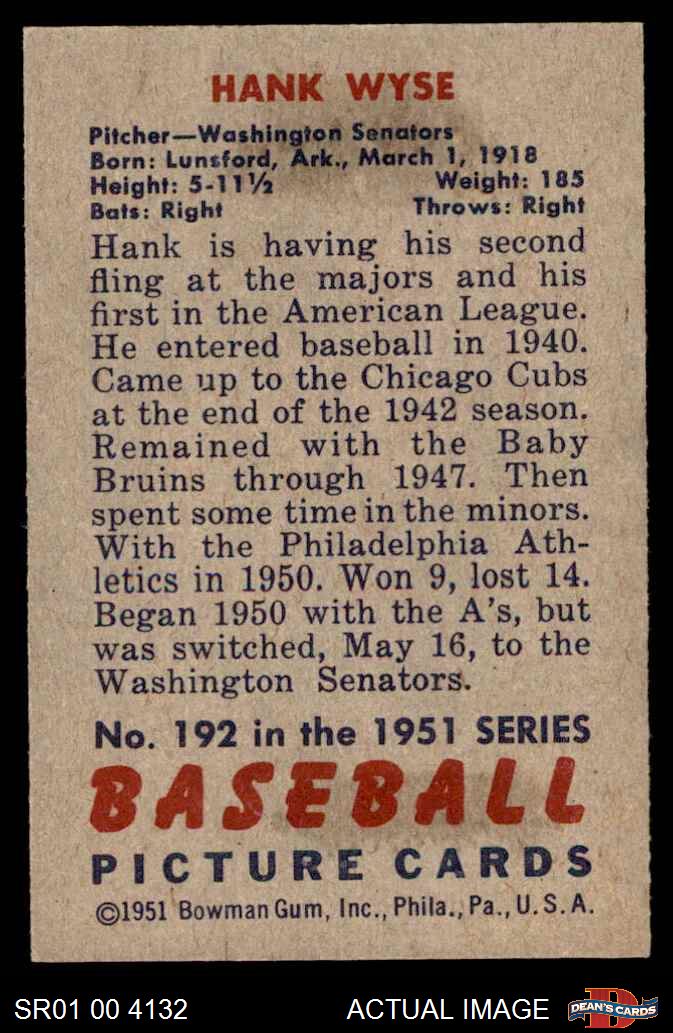 HANK WYSE
Pitcher—Washington Senators
Born: Lunsford, Ark., March 1, 1918
Height: 5-11½ Weight: 185
Bats: Right Throws: Right
Hank is having his second
fling at the majors and his
first in the American League.
He entered baseball in 1940.
Came up to the Chicago Cubs
at the end of the 1942 season.
Remained with the Baby
Bruins through 1947. Then
spent some time in the minors.
With the Philadelphia Ath-
letics in 1950. Won 9, lost 14.
Began 1950 with the A's, but
was switched, May 16, to the
Washington Senators.
No. 192 in the 1951 SERIES
BASEBALL
PICTURE CARDS
©1951 Bowman Gum, Inc., Phila., Pa., U.S.A.
SR01 00 4132 ACTUAL IMAGE D DEAN'S CARDS